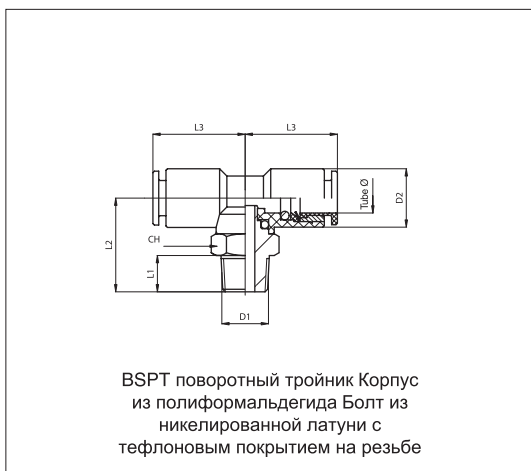 L3 L3
Tube Ø
D2
CH
L2
L1
D1
BSPT поворотный тройник Корпус
из полиформальдегида Болт из
никелированной латуни с
тефлоновым покрытием на резьбе